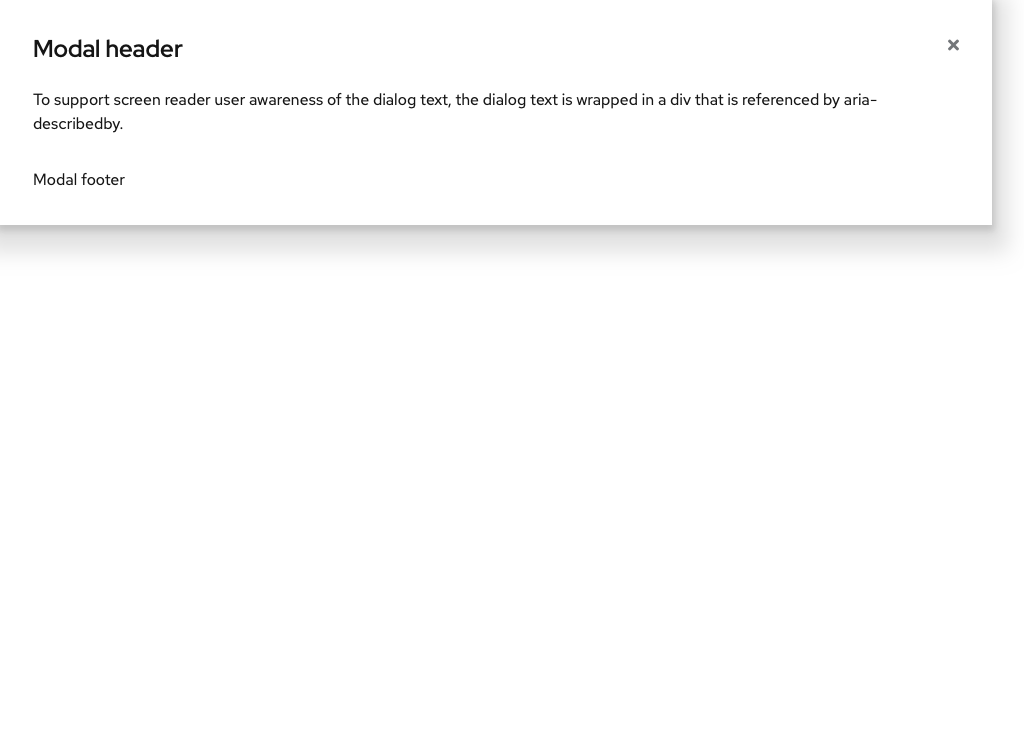 Modal header
To support screen reader user awareness of the dialog text, the dialog text is wrapped in a div that is referenced by aria-
describedby.
Modal footer